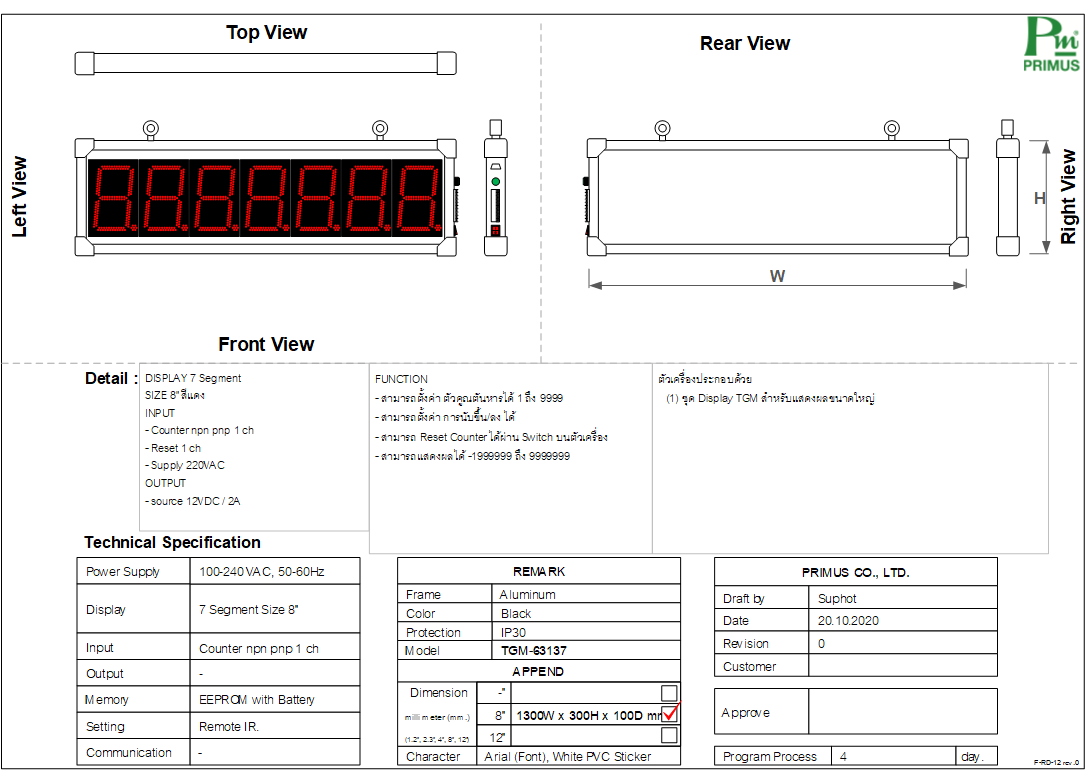 Top View
Rear View
Pm
PRIMUS
Left View
H
Right View
W
Front View
Detail :
DISPLAY 7 Segment
SIZE 8" สีแดง
INPUT
- Counter npn pnp 1 ch
- Reset 1 ch
- Supply 220VAC
OUTPUT
- source 12VDC / 2A
FUNCTION
- สามารถตั้งค่า ตัวคูณตัวหารได้ 1 ถึง 9999
- สามารถตั้งค่า การนับขึ้น/ลง ได้
- สามารถ Reset Counter ได้ผ่าน Switch บนตัวเครื่อง
- สามารถแสดงผลได้ -1999999 ถึง 9999999
ตัวเครื่องประกอบด้วย
(1) ชุด Display TGM สำหรับแสดงผลขนาดใหญ่
Technical Specification
Power Supply 100-240VAC, 50-60Hz
Display 7 Segment Size 8"
Input Counter npn pnp 1 ch
Output -
Memory EEPROM with Battery
Setting Remote IR.
Communication -
REMARK
Frame Aluminum
Color Black
Protection IP30
Model TGM-63137
APPEND
Dimension -"
millimeter (mm.) 8" 1300W x 300H x 100D mm
(1.2", 2.3", 4", 8", 12") 12"
Character Arial (Font), White PVC Sticker
PRIMUS CO., LTD.
Draft by Suphot
Date 20.10.2020
Revision 0
Customer
Approve
Program Process 4 day.
F-RD-12 rev.0